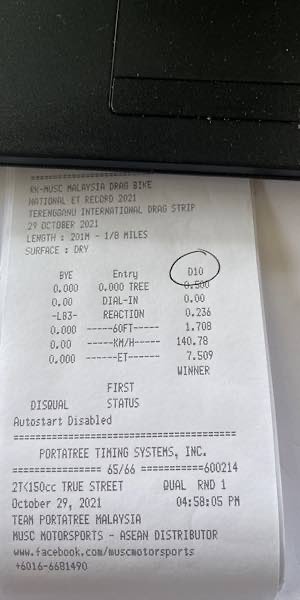 ====================================
RK-MUSC MALAYSIA DRAG BIKE
NATIONAL ET RECORD 2021
TERENGGANU INTERNATIONAL DRAG STRIP
29 OCTOBER 2021
LENGTH : 201M - 1/8 MILES
SURFACE : DRY
BYE Entry D10
0.000 0.000 TREE 0.500
0.00 DIAL-IN 0.00
-LB3- REACTION 0.236
0.000 ------60FT----- 1.708
0.00 -----KM/H----- 140.78
0.000 ------ET----- 7.509
WINNER
FIRST
DISQUAL STATUS
Autostart Disabled
=====================================
PORTATREE TIMING SYSTEMS, INC.
=============== 65/66 ===========600214
2T<150cc TRUE STREET QUAL RND 1
October 29, 2021 04:58:05 PM
TEAM PORTATREE MALAYSIA
MUSC MOTORSPORTS - ASEAN DISTRIBUTOR
www.facebook.com/muscmotorsports
+6016-6681490